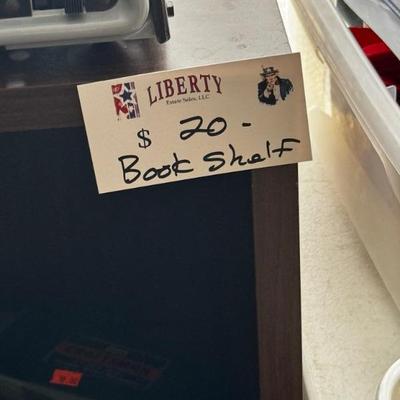 LIBERTY
Estate Sales, LLC
$ 20-
Book Shelf